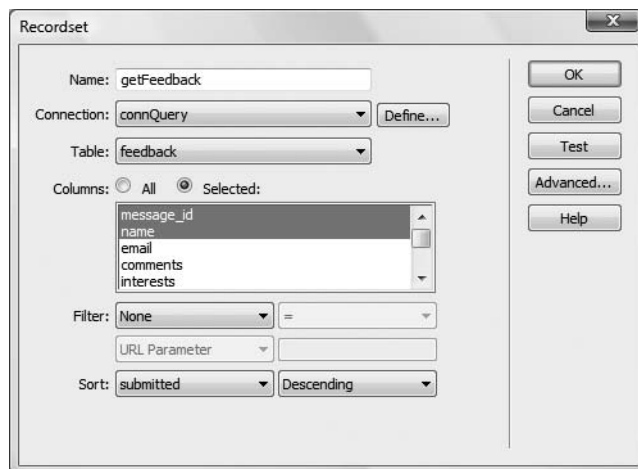 Recordset
Name: getFeedback
Connection: connQuery Define...
Table: feedback
Columns: All Selected:
message_id
name
email
comments
interests
Filter: None =
URL Parameter
Sort: submitted Descending
OK
Cancel
Test
Advanced...
Help